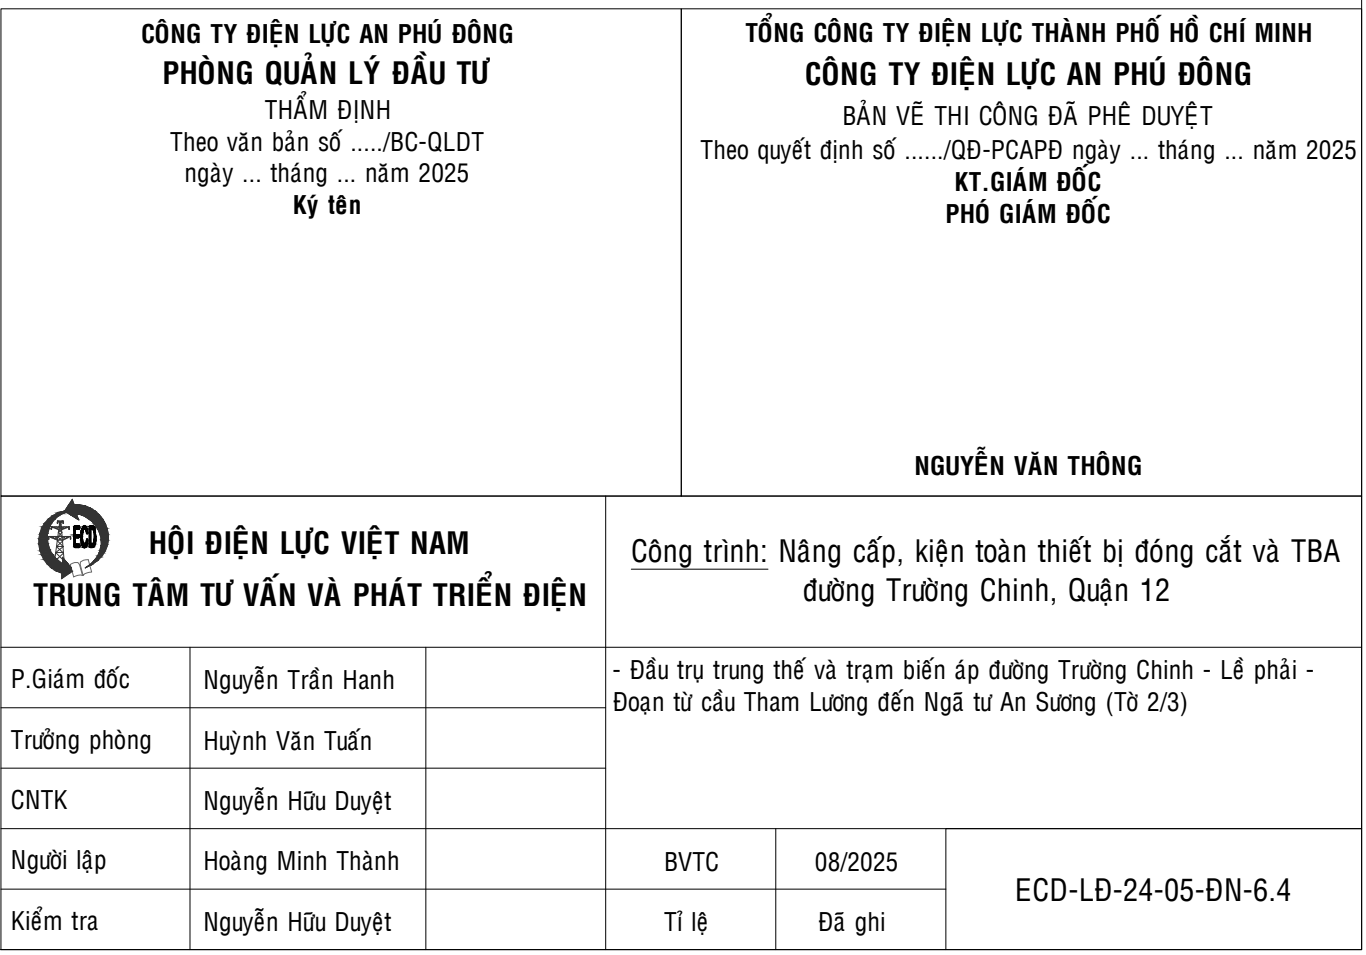 CÔNG TY ĐIỆN LỰC AN PHÚ ĐÔNG
PHÒNG QUẢN LÝ ĐẦU TƯ
THẨM ĐỊNH
Theo văn bản số ...../BC-QLDT
ngày ... tháng ... năm 2025
Ký tên
TỔNG CÔNG TY ĐIỆN LỰC THÀNH PHỐ HỒ CHÍ MINH
CÔNG TY ĐIỆN LỰC AN PHÚ ĐÔNG
BẢN VẼ THI CÔNG ĐÃ PHÊ DUYỆT
Theo quyết định số ....../QĐ-PCAPĐ ngày ... tháng ... năm 2025
KT.GIÁM ĐỐC
PHÓ GIÁM ĐỐC
NGUYỄN VĂN THÔNG
ECD
HỘI ĐIỆN LỰC VIỆT NAM
TRUNG TÂM TƯ VẤN VÀ PHÁT TRIỂN ĐIỆN
Công trình: Nâng cấp, kiện toàn thiết bị đóng cắt và TBA
đường Trường Chinh, Quận 12
P.Giám đốc Nguyễn Trần Hanh
Trưởng phòng Huỳnh Văn Tuấn
CNTK Nguyễn Hữu Duyệt
Người lập Hoàng Minh Thành
Kiểm tra Nguyễn Hữu Duyệt
- Đầu trụ trung thế và trạm biến áp đường Trường Chinh - Lề phải -
Đoạn từ cầu Tham Lương đến Ngã tư An Sương (Tờ 2/3)
BVTC 08/2025
Tỉ lệ Đã ghi
ECD-LĐ-24-05-ĐN-6.4